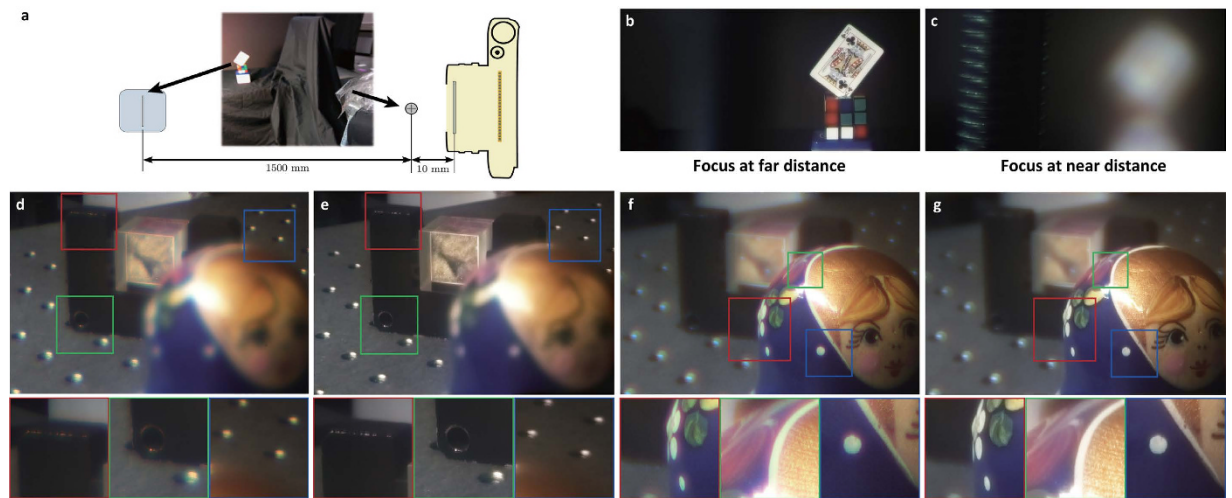 a
1500 mm
10 mm
b
c
Focus at far distance
Focus at near distance
d
e
f
g